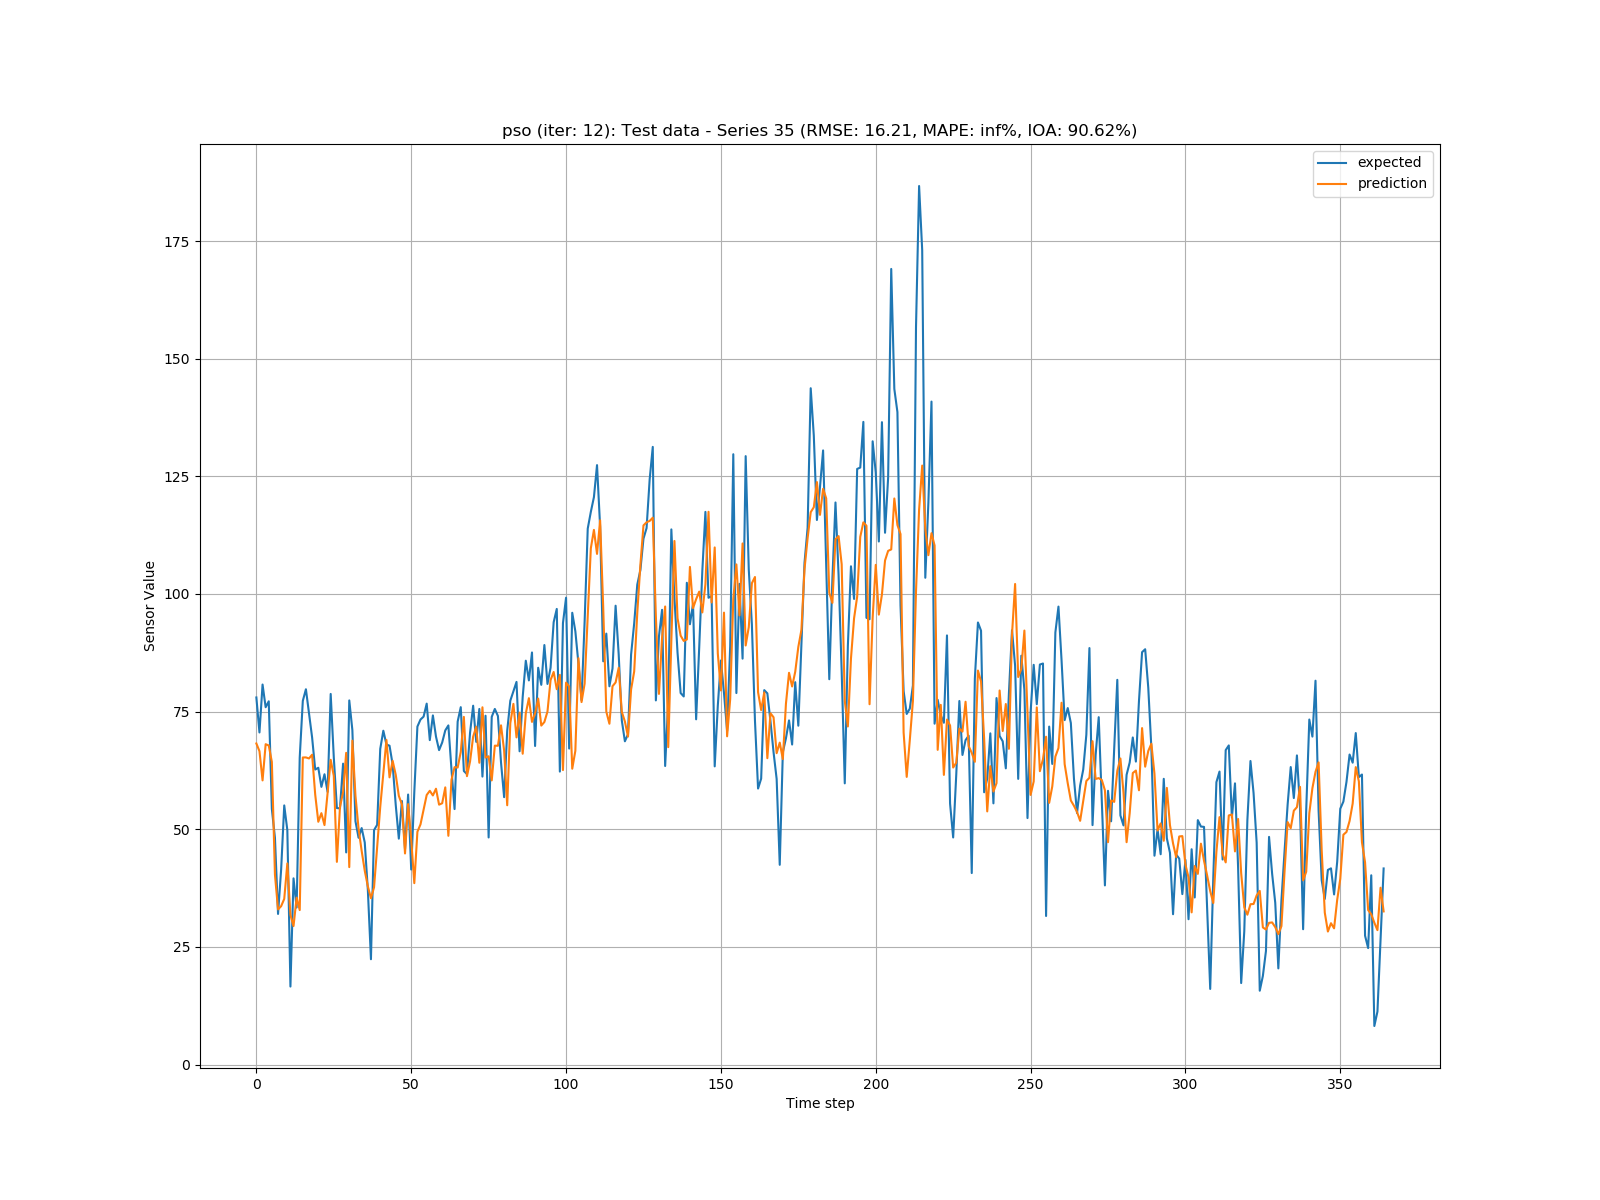 pso (iter: 12): Test data - Series 35 (RMSE: 16.21, MAPE: inf%, IOA: 90.62%)
expected
prediction
175
150
125
100
75
50
25
0
Sensor Value
0 50 100 150 200 250 300 350
Time step